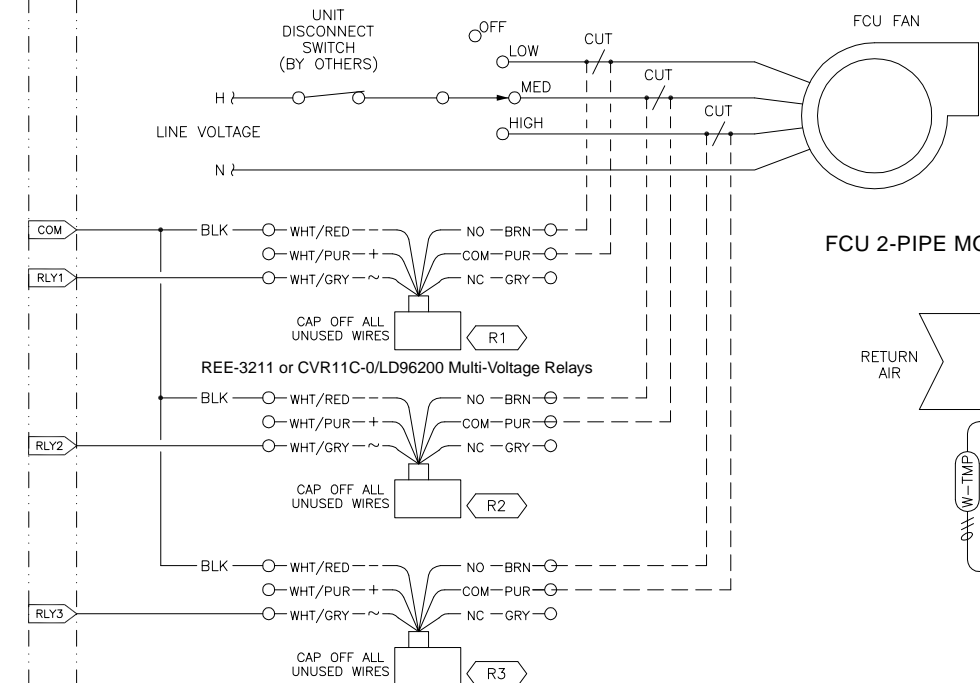 UNIT
DISCONNECT
SWITCH
(BY OTHERS)
OFF
LOW
CUT
FCU FAN
MED
CUT
H
HIGH
CUT
LINE VOLTAGE
N
COM
BLK
WHT/RED –
NO
BRN
WHT/PUR +
COM
PUR
FCU 2-PIPE MO
RLY1
WHT/GRY ~
NC
GRY
CAP OFF ALL
UNUSED WIRES
R1
RETURN
AIR
REE-3211 or CVR11C-0/LD96200 Multi-Voltage Relays
BLK
WHT/RED –
NO
BRN
WHT/PUR +
COM
PUR
RLY2
WHT/GRY ~
NC
GRY
W-TMP
CAP OFF ALL
UNUSED WIRES
R2
BLK
WHT/RED –
NO
BRN
WHT/PUR +
COM
PUR
RLY3
WHT/GRY ~
NC
GRY
CAP OFF ALL
UNUSED WIRES
R3